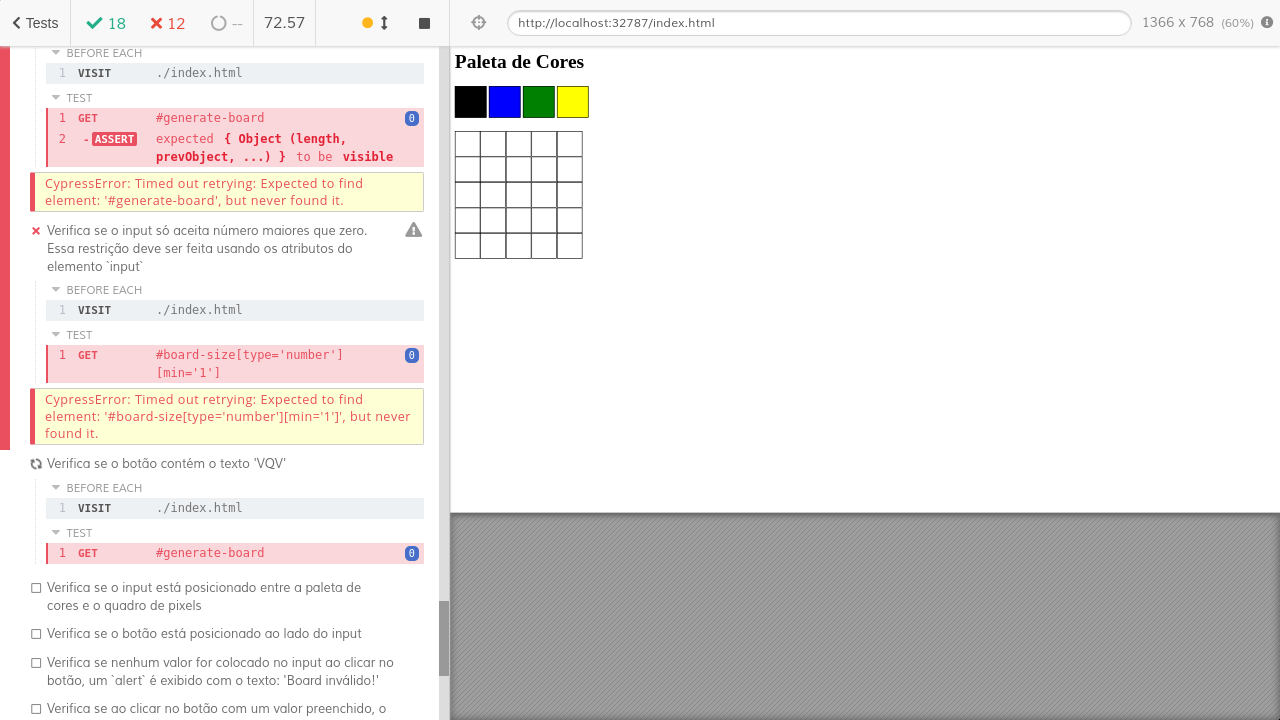 Tests
18
12
--
72.57
http://localhost:32787/index.html
1366 x 768 (60%)
BEFORE EACH
1 VISIT ./index.html
TEST
1 GET #generate-board 0
2 -ASSERT expected { Object (length,
prevObject, ...) } to be visible
CypressError: Timed out retrying: Expected to find
element: '#generate-board', but never found it.
Verifica se o input só aceita número maiores que zero.
Essa restrição deve ser feita usando os atributos do
elemento `input`
BEFORE EACH
1 VISIT ./index.html
TEST
1 GET #board-size[type='number'] 0
[min='1']
CypressError: Timed out retrying: Expected to find
element: '#board-size[type='number'][min='1']', but never
found it.
Verifica se o botão contém o texto 'VQV'
BEFORE EACH
1 VISIT ./index.html
TEST
1 GET #generate-board 0
Verifica se o input está posicionado entre a paleta de
cores e o quadro de pixels
Verifica se o botão está posicionado ao lado do input
Verifica se nenhum valor for colocado no input ao clicar no
botão, um `alert` é exibido com o texto: 'Board inválido!'
Verifica se ao clicar no botão com um valor preenchido, o
Paleta de Cores